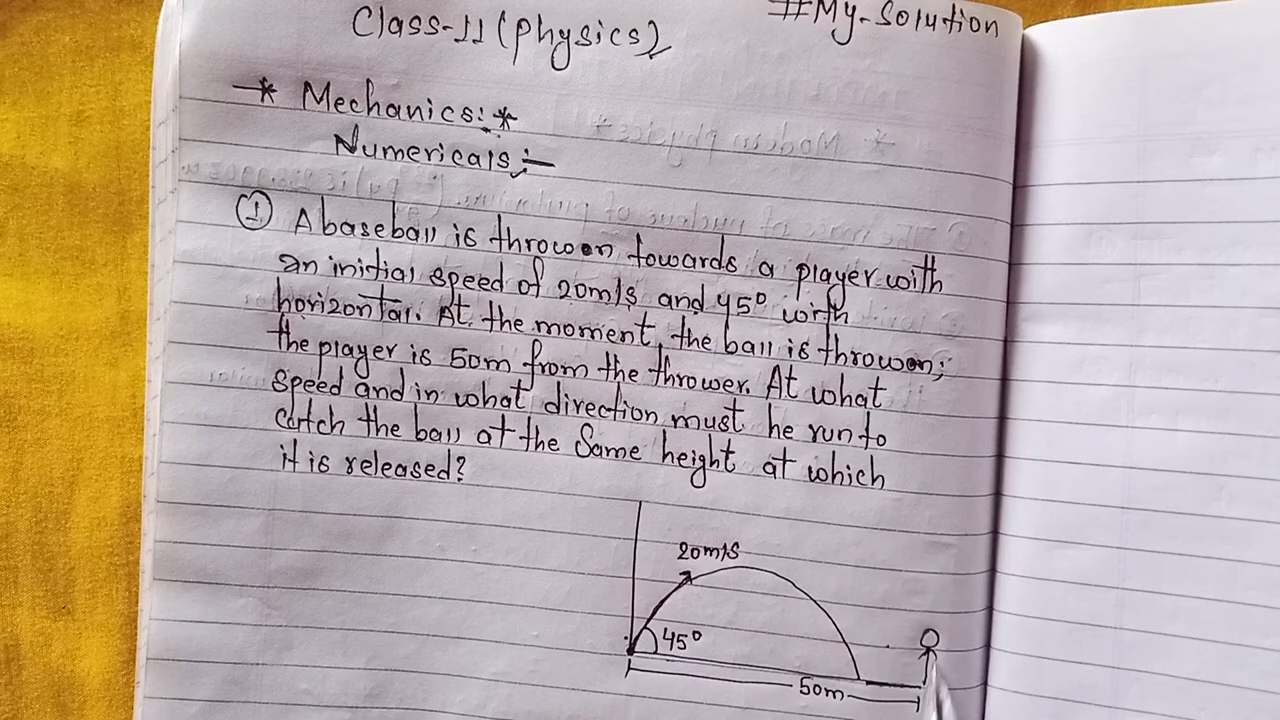 Class-11 (Physics)
#My-Solution
* Mechanics:*
Numericals:-
① A baseball is throwon towards a player with
an initial speed of 20m/s and 45° with
horizontal. At the moment, the ball is throwon,
the player is 50m from the thrower. At what
speed and in what direction must he run to
catch the ball at the Same height at which
it is released?
20m/s
45°
50m